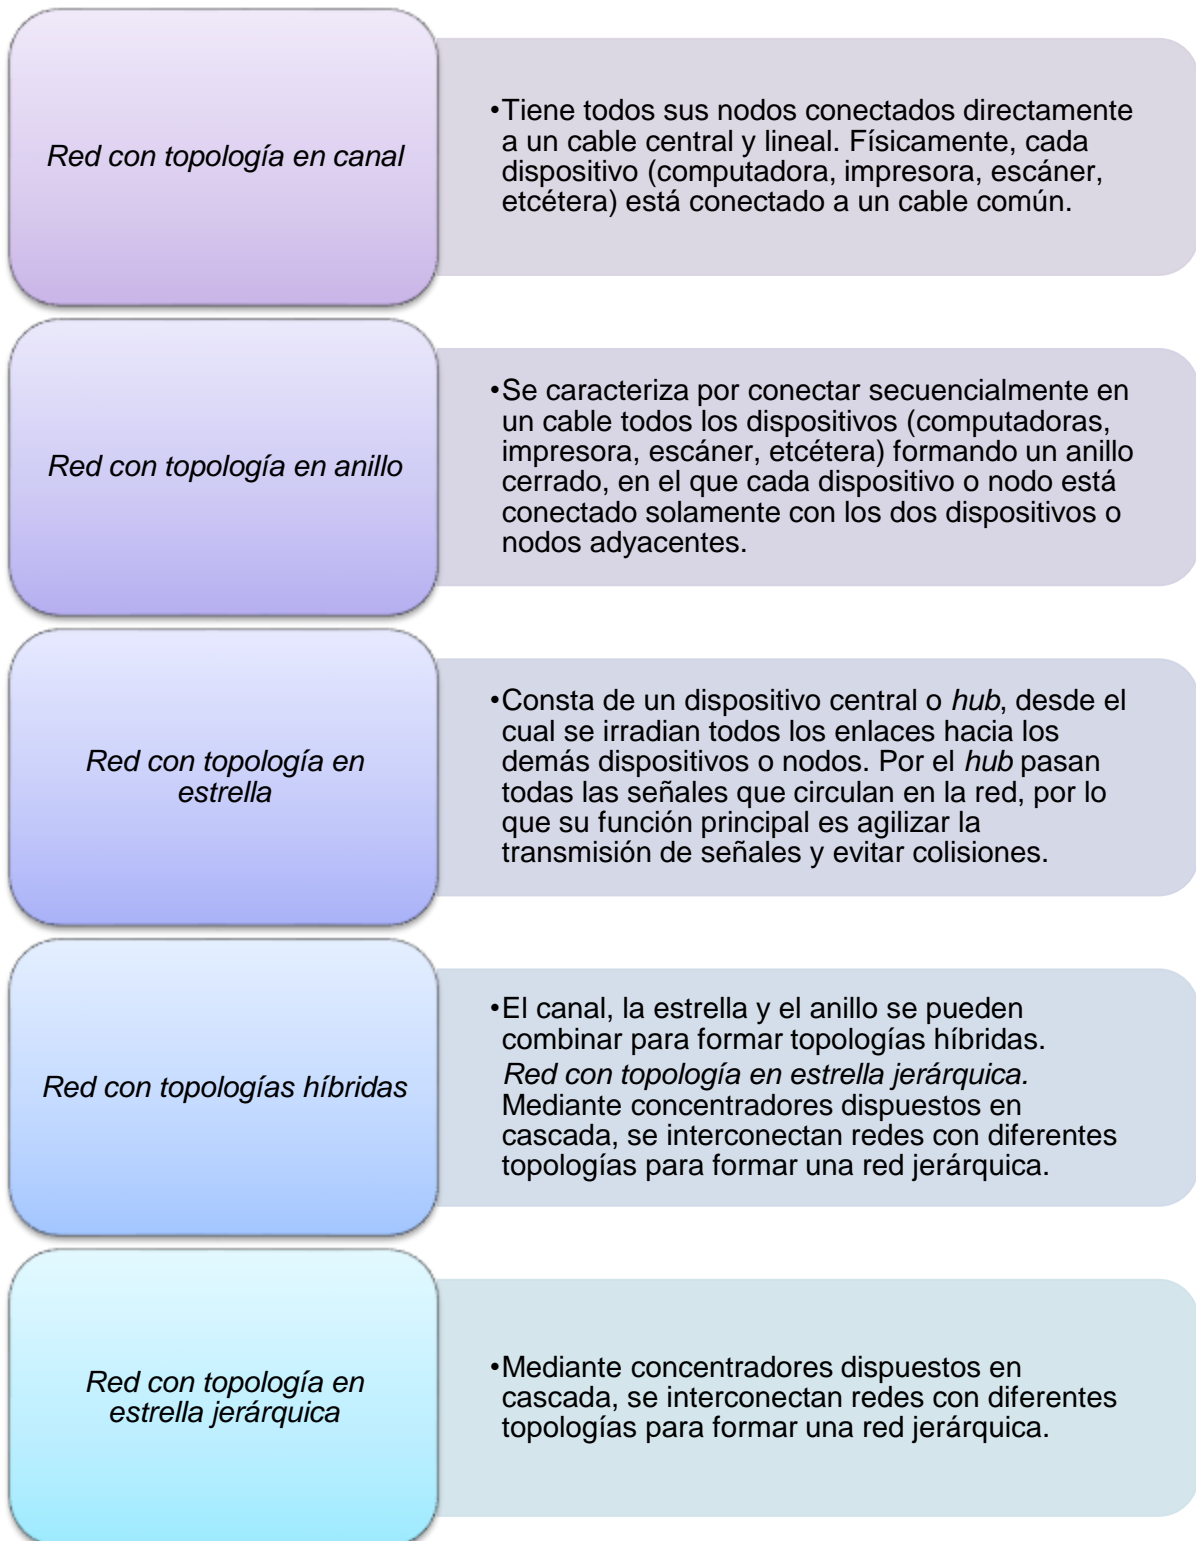 Red con topología en canal
•Tiene todos sus nodos conectados directamente
a un cable central y lineal. Físicamente, cada
dispositivo (computadora, impresora, escáner,
etcétera) está conectado a un cable común.
Red con topología en anillo
•Se caracteriza por conectar secuencialmente en
un cable todos los dispositivos (computadoras,
impresora, escáner, etcétera) formando un anillo
cerrado, en el que cada dispositivo o nodo está
conectado solamente con los dos dispositivos o
nodos adyacentes.
Red con topología en
estrella
•Consta de un dispositivo central o hub, desde el
cual se irradian todos los enlaces hacia los
demás dispositivos o nodos. Por el hub pasan
todas las señales que circulan en la red, por lo
que su función principal es agilizar la
transmisión de señales y evitar colisiones.
Red con topologías híbridas
•El canal, la estrella y el anillo se pueden
combinar para formar topologías híbridas.
Red con topología en estrella jerárquica.
Mediante concentradores dispuestos en
cascada, se interconectan redes con diferentes
topologías para formar una red jerárquica.
Red con topología en
estrella jerárquica
•Mediante concentradores dispuestos en
cascada, se interconectan redes con diferentes
topologías para formar una red jerárquica.